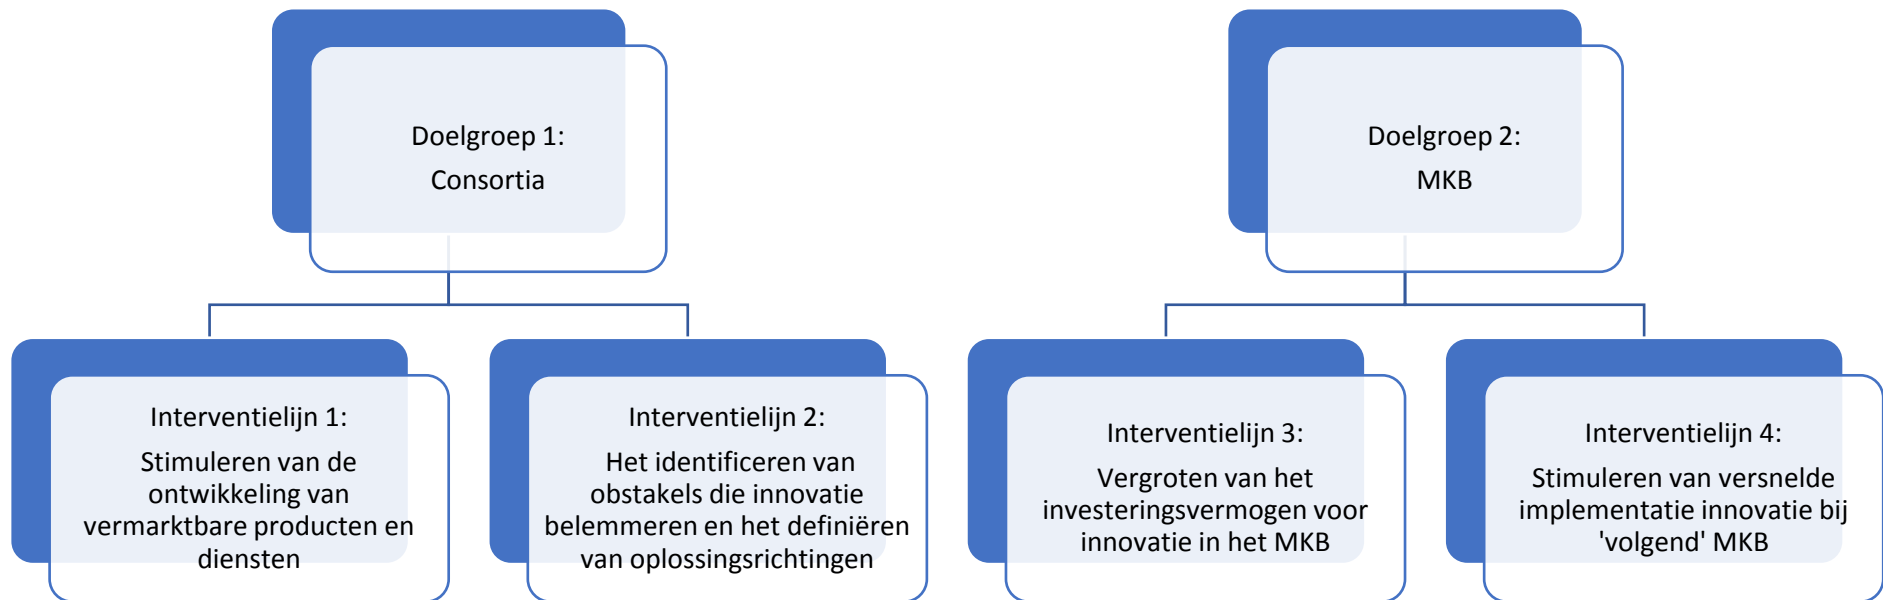 Doelgroep 1:
Consortia
Doelgroep 2:
MKB
Interventielijn 1:
Stimuleren van de
ontwikkeling van
vermarktbare producten en
diensten
Interventielijn 2:
Het identificeren van
obstakels die innovatie
belemmeren en het definiëren
van oplossingsrichtingen
Interventielijn 3:
Vergroten van het
investeringsvermogen voor
innovatie in het MKB
Interventielijn 4:
Stimuleren van versnelde
implementatie innovatie bij
'volgend' MKB